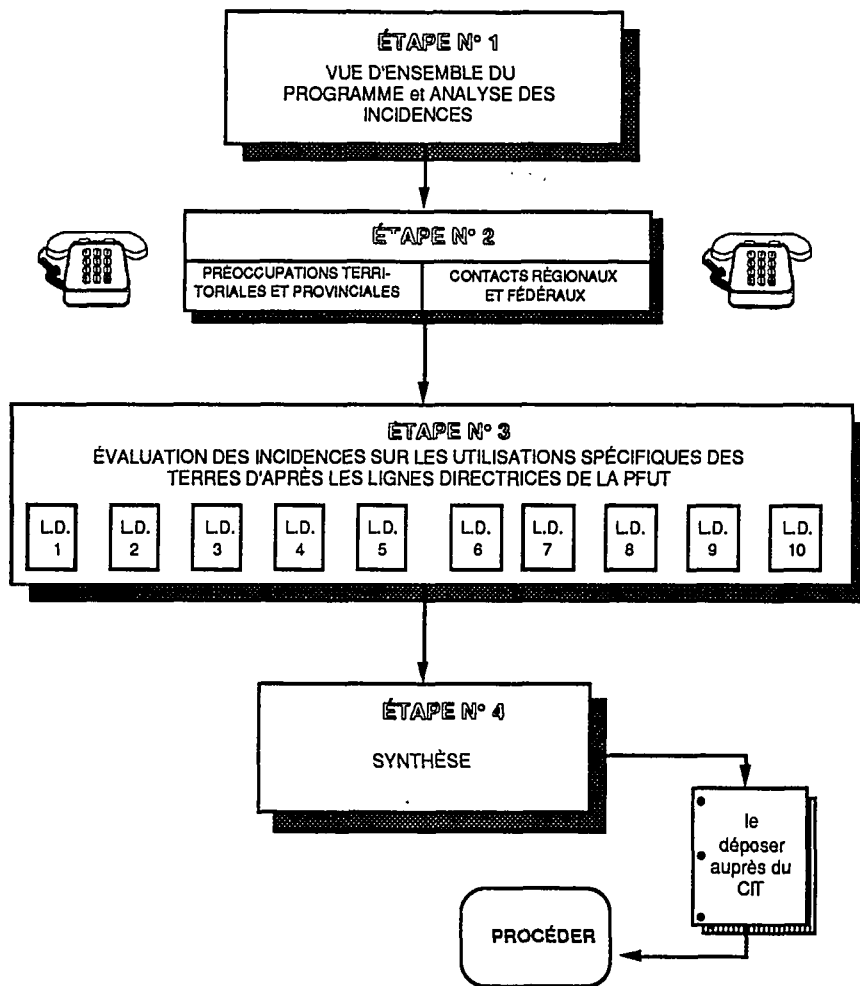 ÉTAPE N° 1
VUE D'ENSEMBLE DU
PROGRAMME et ANALYSE DES
INCIDENCES
ÉTAPE N° 2
PRÉOCCUPATIONS TERRI-
TORIALES ET PROVINCIALES
CONTACTS RÉGIONAUX
ET FÉDÉRAUX
ÉTAPE N° 3
ÉVALUATION DES INCIDENCES SUR LES UTILISATIONS SPÉCIFIQUES DES
TERRES D'APRÈS LES LIGNES DIRECTRICES DE LA PFUT
L.D.
1
L.D.
2
L.D.
3
L.D.
4
L.D.
5
L.D.
6
L.D.
7
L.D.
8
L.D.
9
L.D.
10
ÉTAPE N° 4
SYNTHÈSE
le
déposer
auprès du
CIT
PROCÉDER